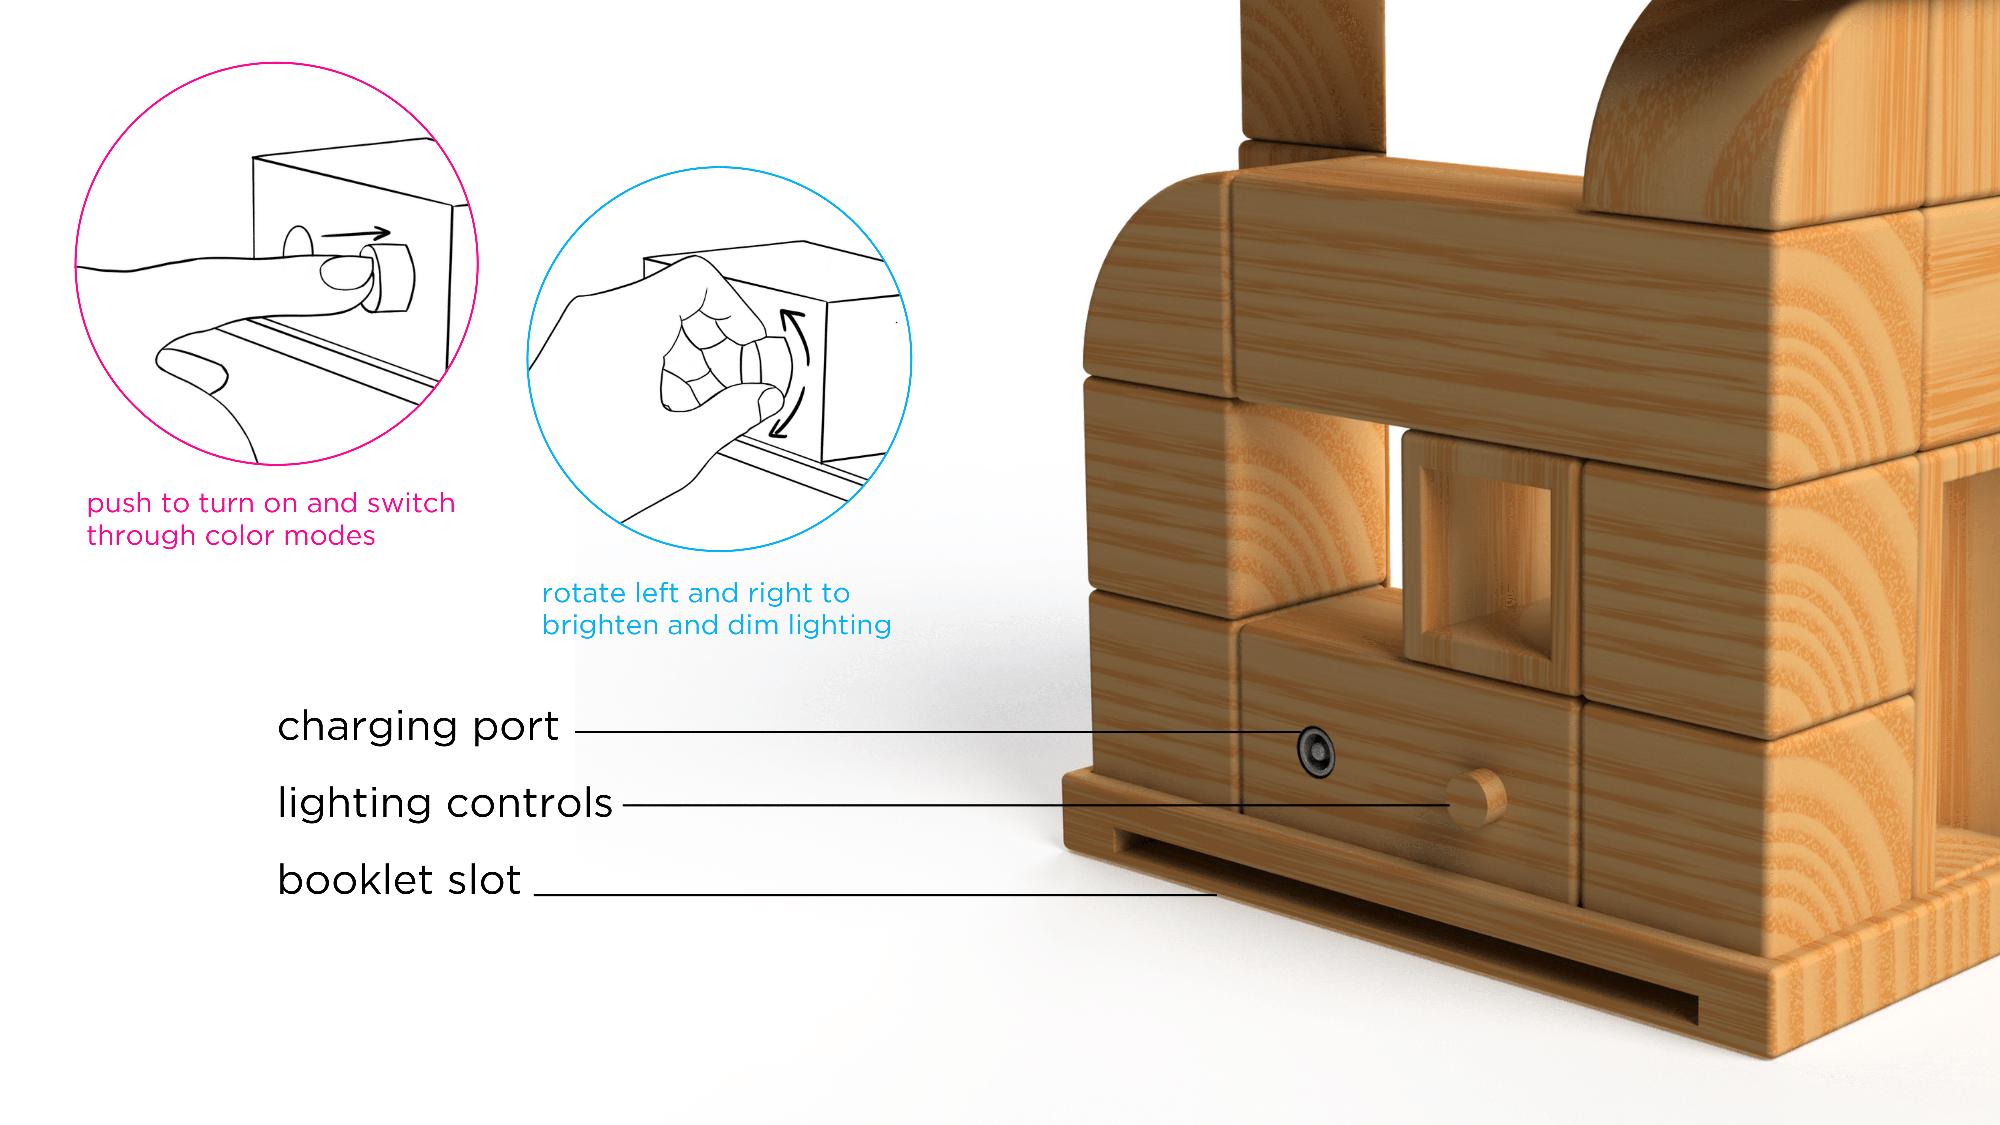 push to turn on and switch
through color modes
rotate left and right to
brighten and dim lighting
charging port
lighting controls
booklet slot